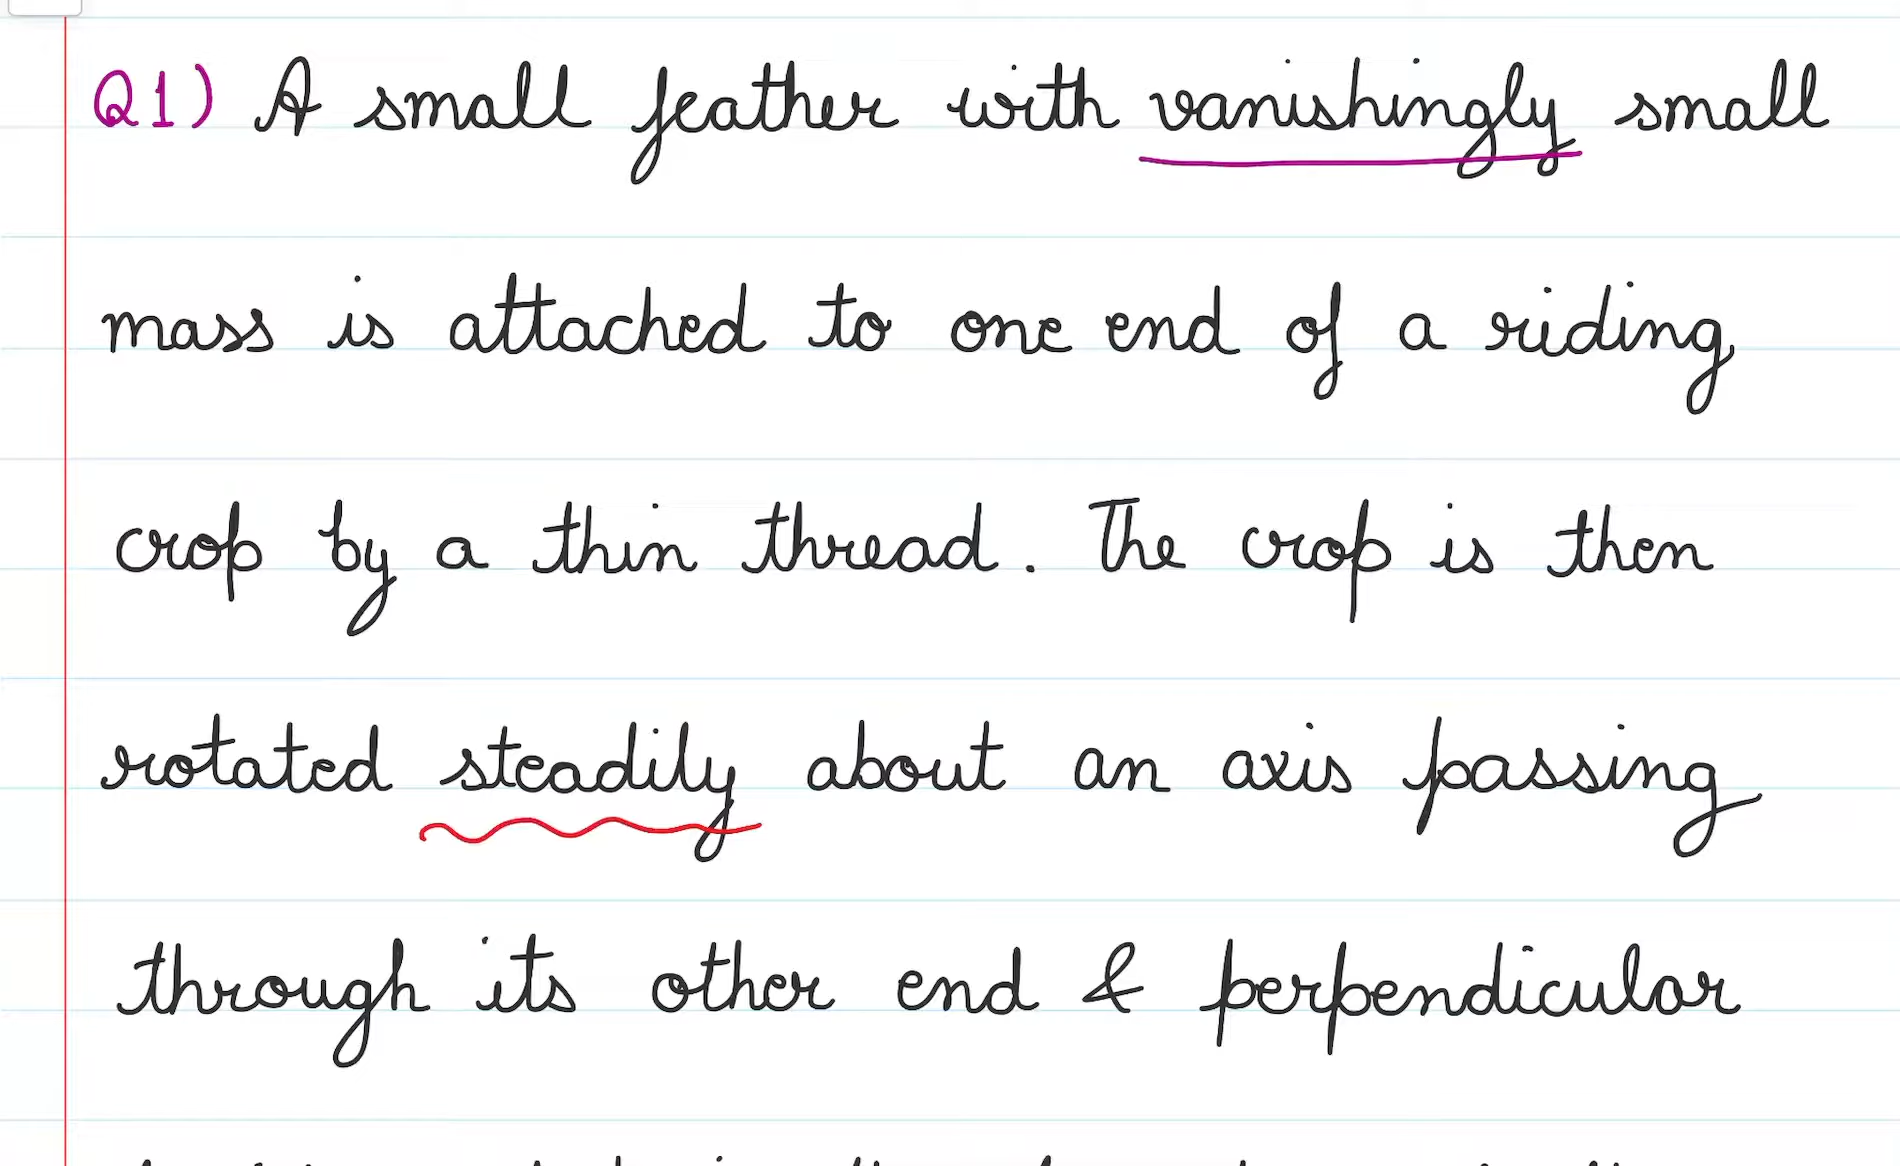 Q1) A small feather with vanishingly small
mass is attached to one end of a riding
crop by a thin thread. The crop is then
rotated steadily about an axis passing
through its other end & perpendicular